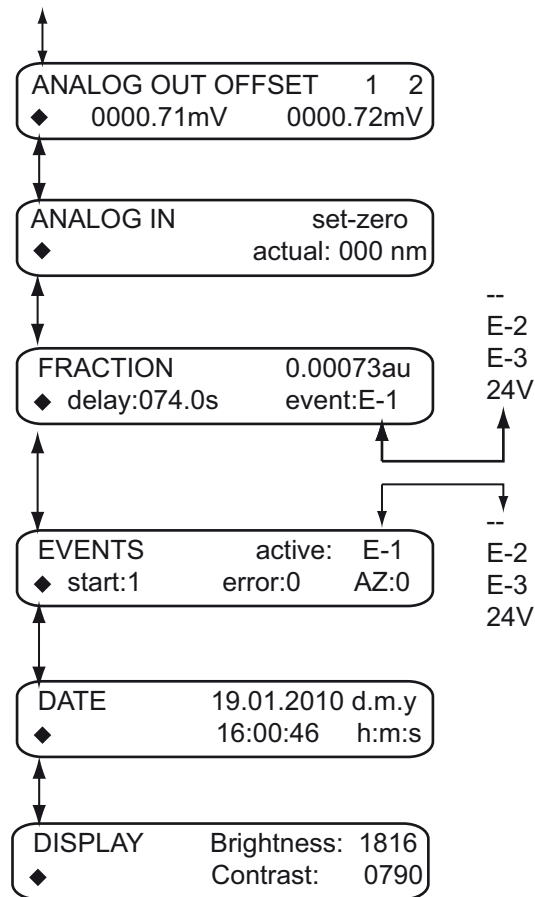 ANALOG OUT OFFSET 1 2
◆ 0000.71mV 0000.72mV
ANALOG IN set-zero
◆ actual: 000 nm
FRACTION 0.00073au
◆ delay:074.0s event:E-1
--
E-2
E-3
24V
EVENTS active: E-1
◆ start:1 error:0 AZ:0
--
E-2
E-3
24V
DATE 19.01.2010 d.m.y
◆ 16:00:46 h:m:s
DISPLAY Brightness: 1816
◆ Contrast: 0790